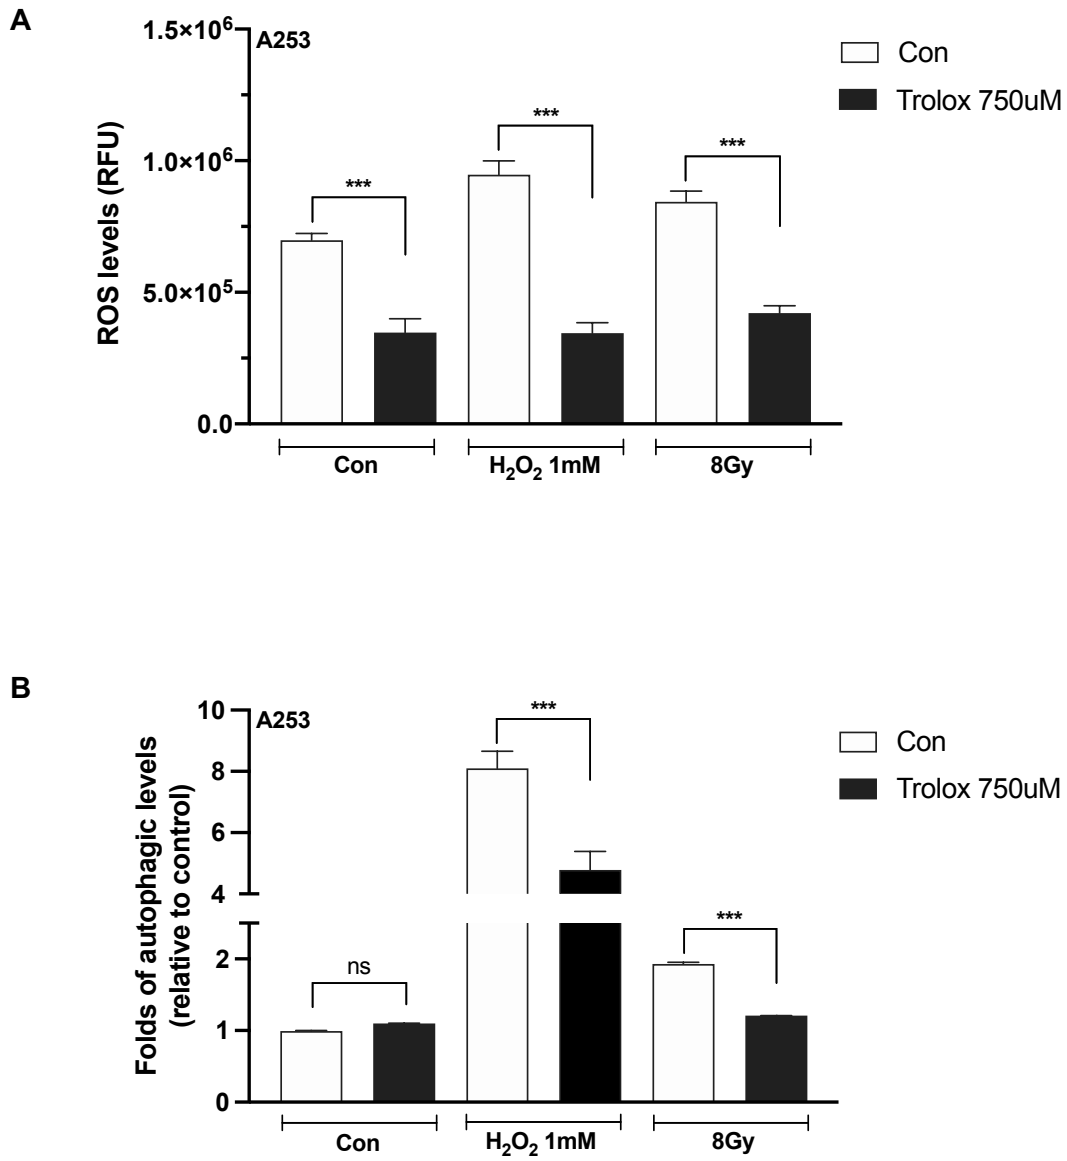 A
A253
Con
Trolox 750uM
ROS levels (RFU)
1.5×10⁶
1.0×10⁶
5.0×10⁵
0.0
***
***
***
Con
H₂O₂ 1mM
8Gy
B
A253
Con
Trolox 750uM
Folds of autophagic levels
(relative to control)
10
8
6
4
2
1
0
ns
***
***
Con
H₂O₂ 1mM
8Gy